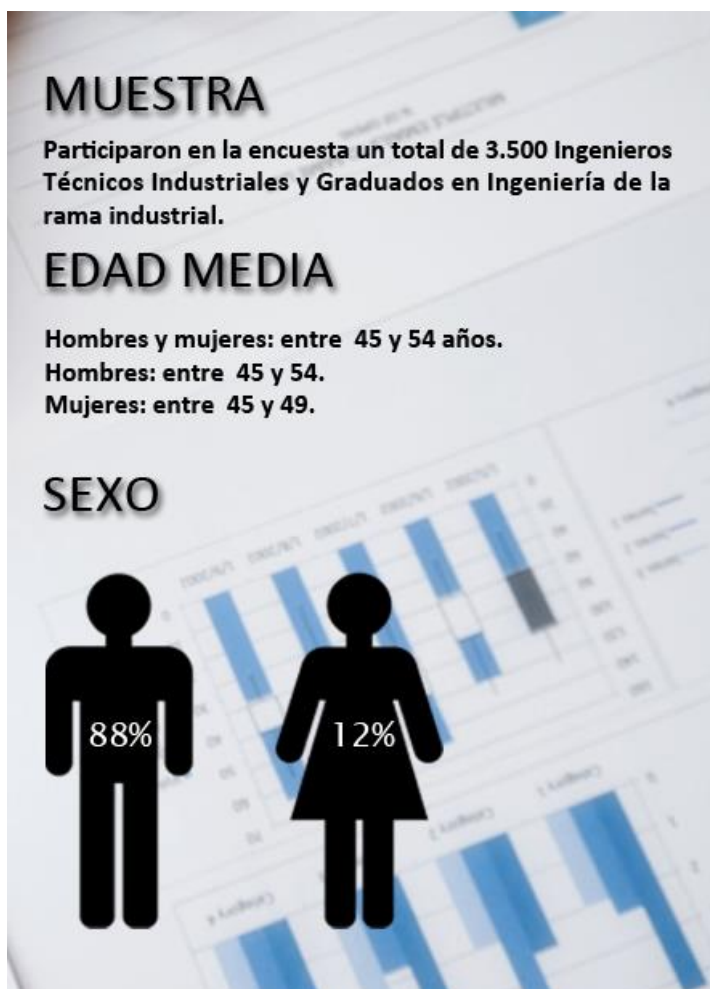 MUESTRA
Participaron en la encuesta un total de 3.500 Ingenieros
Técnicos Industriales y Graduados en Ingeniería de la
rama industrial.
EDAD MEDIA
Hombres y mujeres: entre 45 y 54 años.
Hombres: entre 45 y 54.
Mujeres: entre 45 y 49.
SEXO
88%
12%